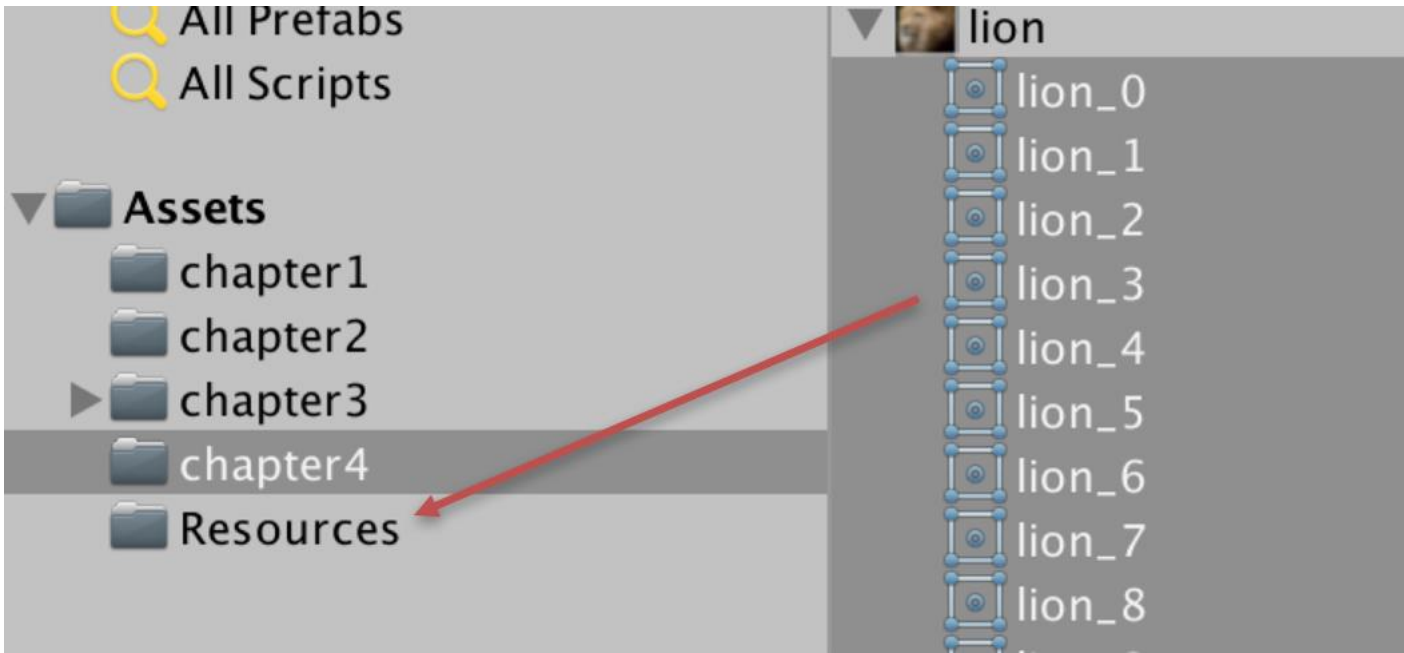 All Prefabs
All Scripts
Assets
chapter1
chapter2
chapter3
chapter4
Resources
lion
lion_0
lion_1
lion_2
lion_3
lion_4
lion_5
lion_6
lion_7
lion_8